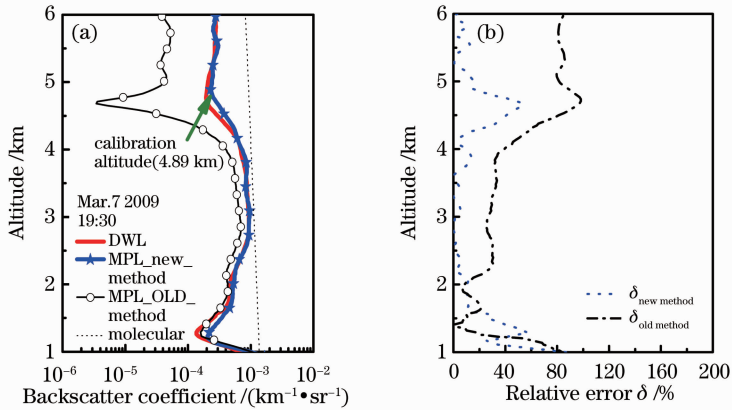 (a)
6
5
4
3
2
1
Altitude /km
calibration
altitude(4.89 km)
Mar.7 2009
19:30
DWL
MPL_new_
method
MPL_OLD_
method
molecular
10⁻⁶ 10⁻⁵ 10⁻⁴ 10⁻³ 10⁻²
Backscatter coefficient /(km⁻¹•sr⁻¹)
(b)
6
5
4
3
2
1
Altitude /km
δnew method
δold method
0 40 80 120 160 200
Relative error δ /%